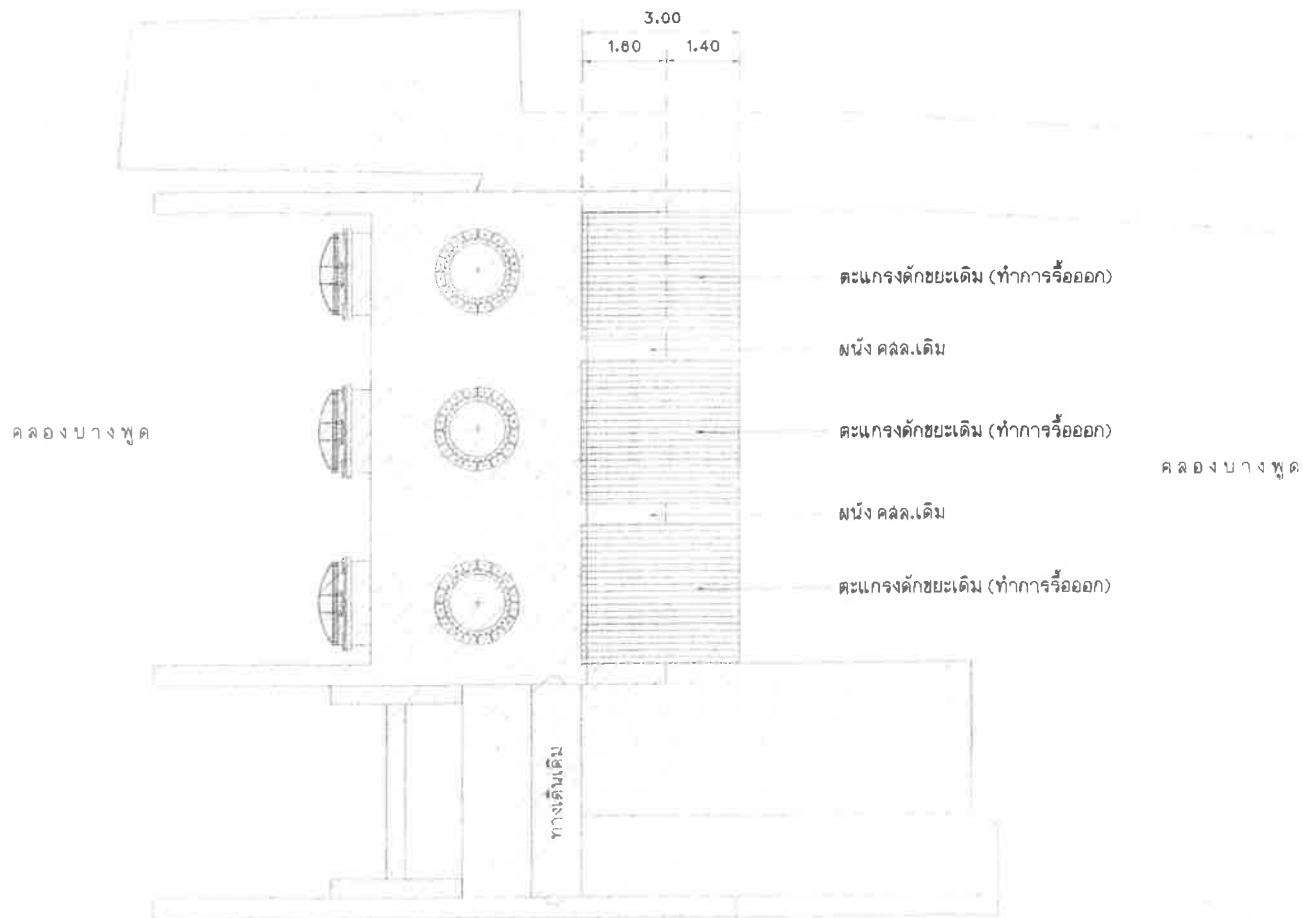 3.00
1.60 1.40
ตะแกรงดักขยะเดิม (ทำการรื้อออก)
ผนัง คสล.เดิม
ตะแกรงดักขยะเดิม (ทำการรื้อออก)
คลองบางพูด
คลองบางพูด
ผนัง คสล.เดิม
ตะแกรงดักขยะเดิม (ทำการรื้อออก)
ทางเดินเดิม